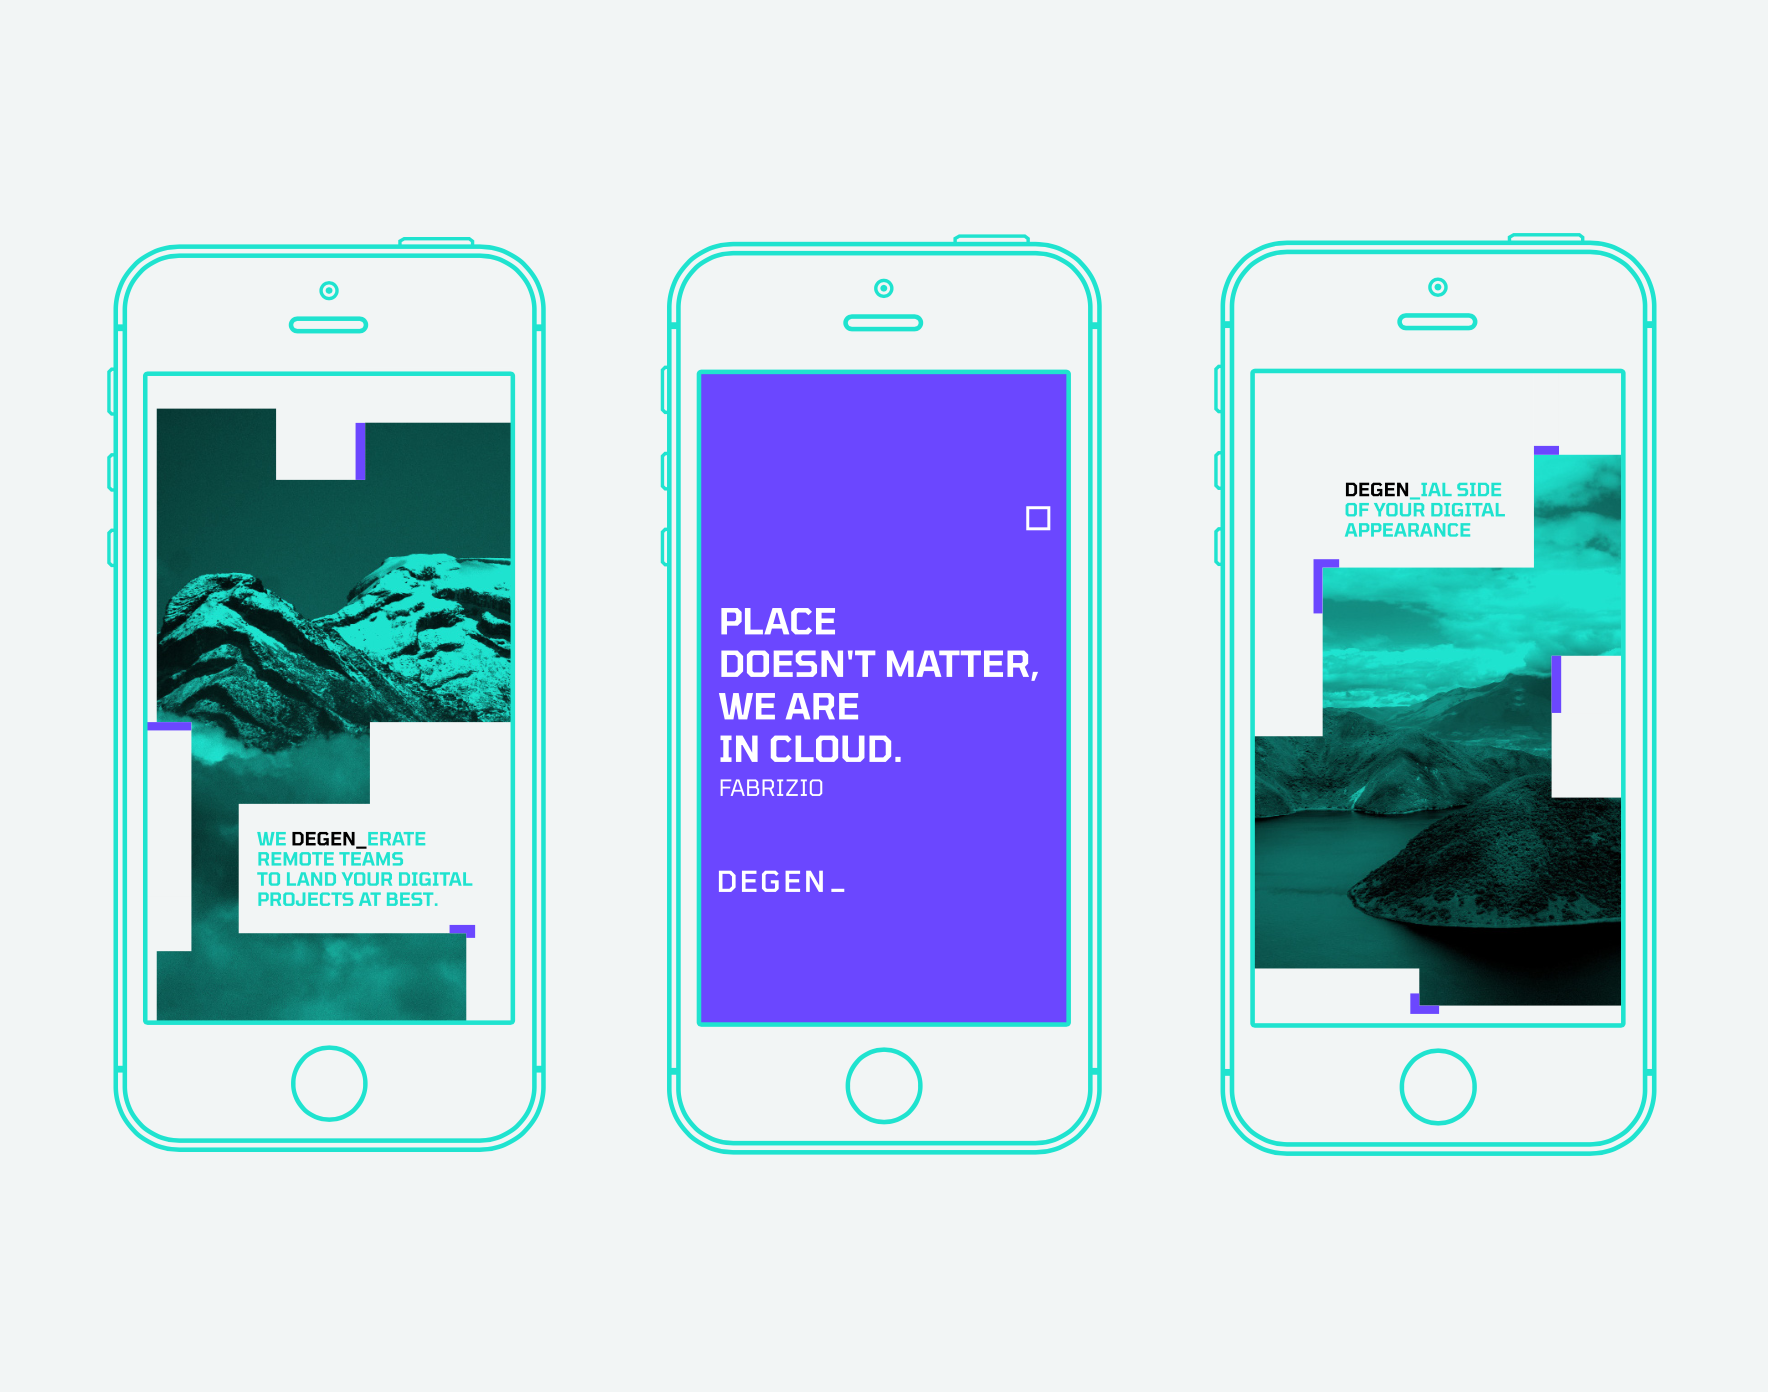 WE DEGEN_ERATE
REMOTE TEAMS
TO LAND YOUR DIGITAL
PROJECTS AT BEST.
PLACE
DOESN'T MATTER,
WE ARE
IN CLOUD.
FABRIZIO
DEGEN_
DEGEN_IAL SIDE
OF YOUR DIGITAL
APPEARANCE